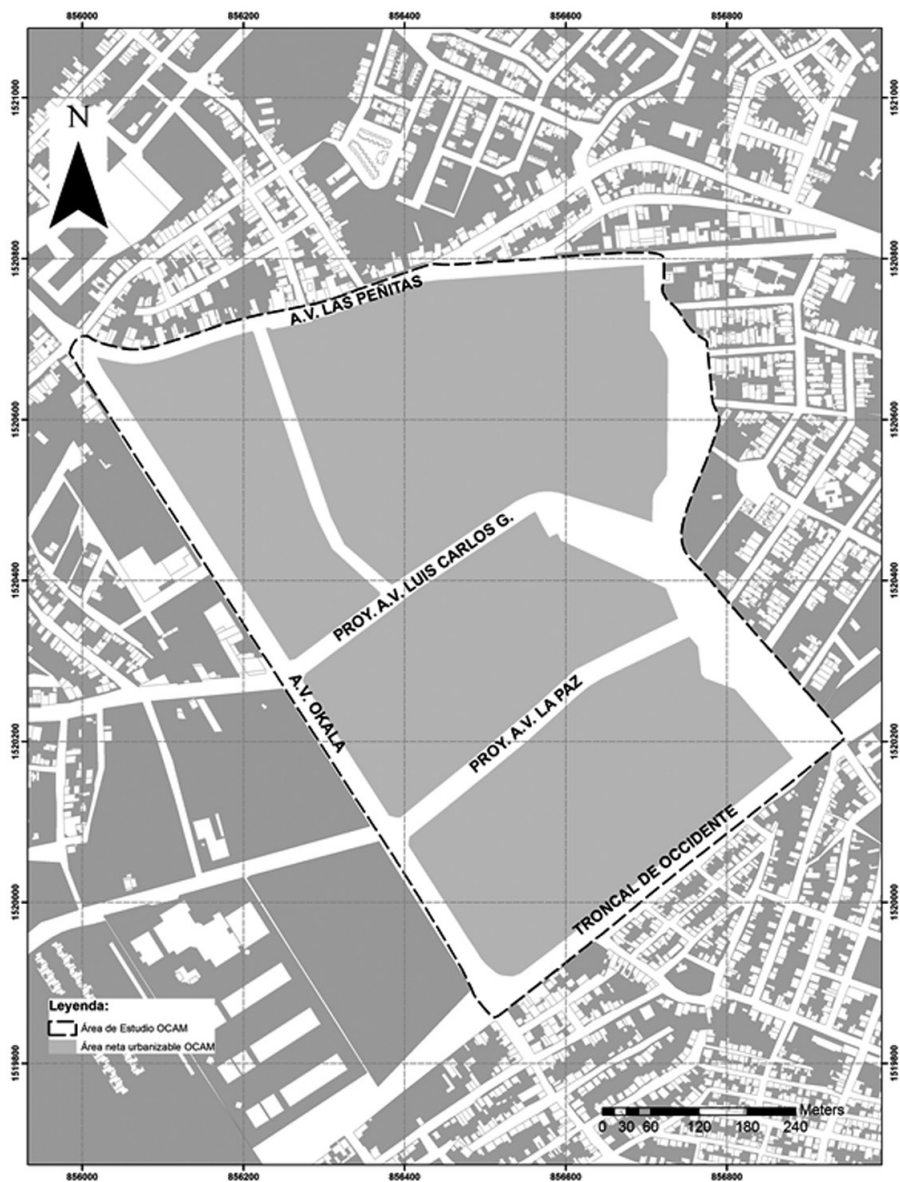 856000 856200 856400 856600 856800
1521000 1521000
N
1520800 1520800
A.V. LAS PEÑITAS
1520600 1520600
PROY. A.V. LUIS CARLOS G.
1520400 1520400
A.V. OKALA
PROY. A.V. LA PAZ
1520200 1520200
TRONCAL DE OCCIDENTE
1520000 1520000
Leyenda:
Área de Estudio OCAM
Área neta urbanizable OCAM
1519800 1519800
Meters
0 30 60 120 180 240
856000 856200 856400 856600 856800